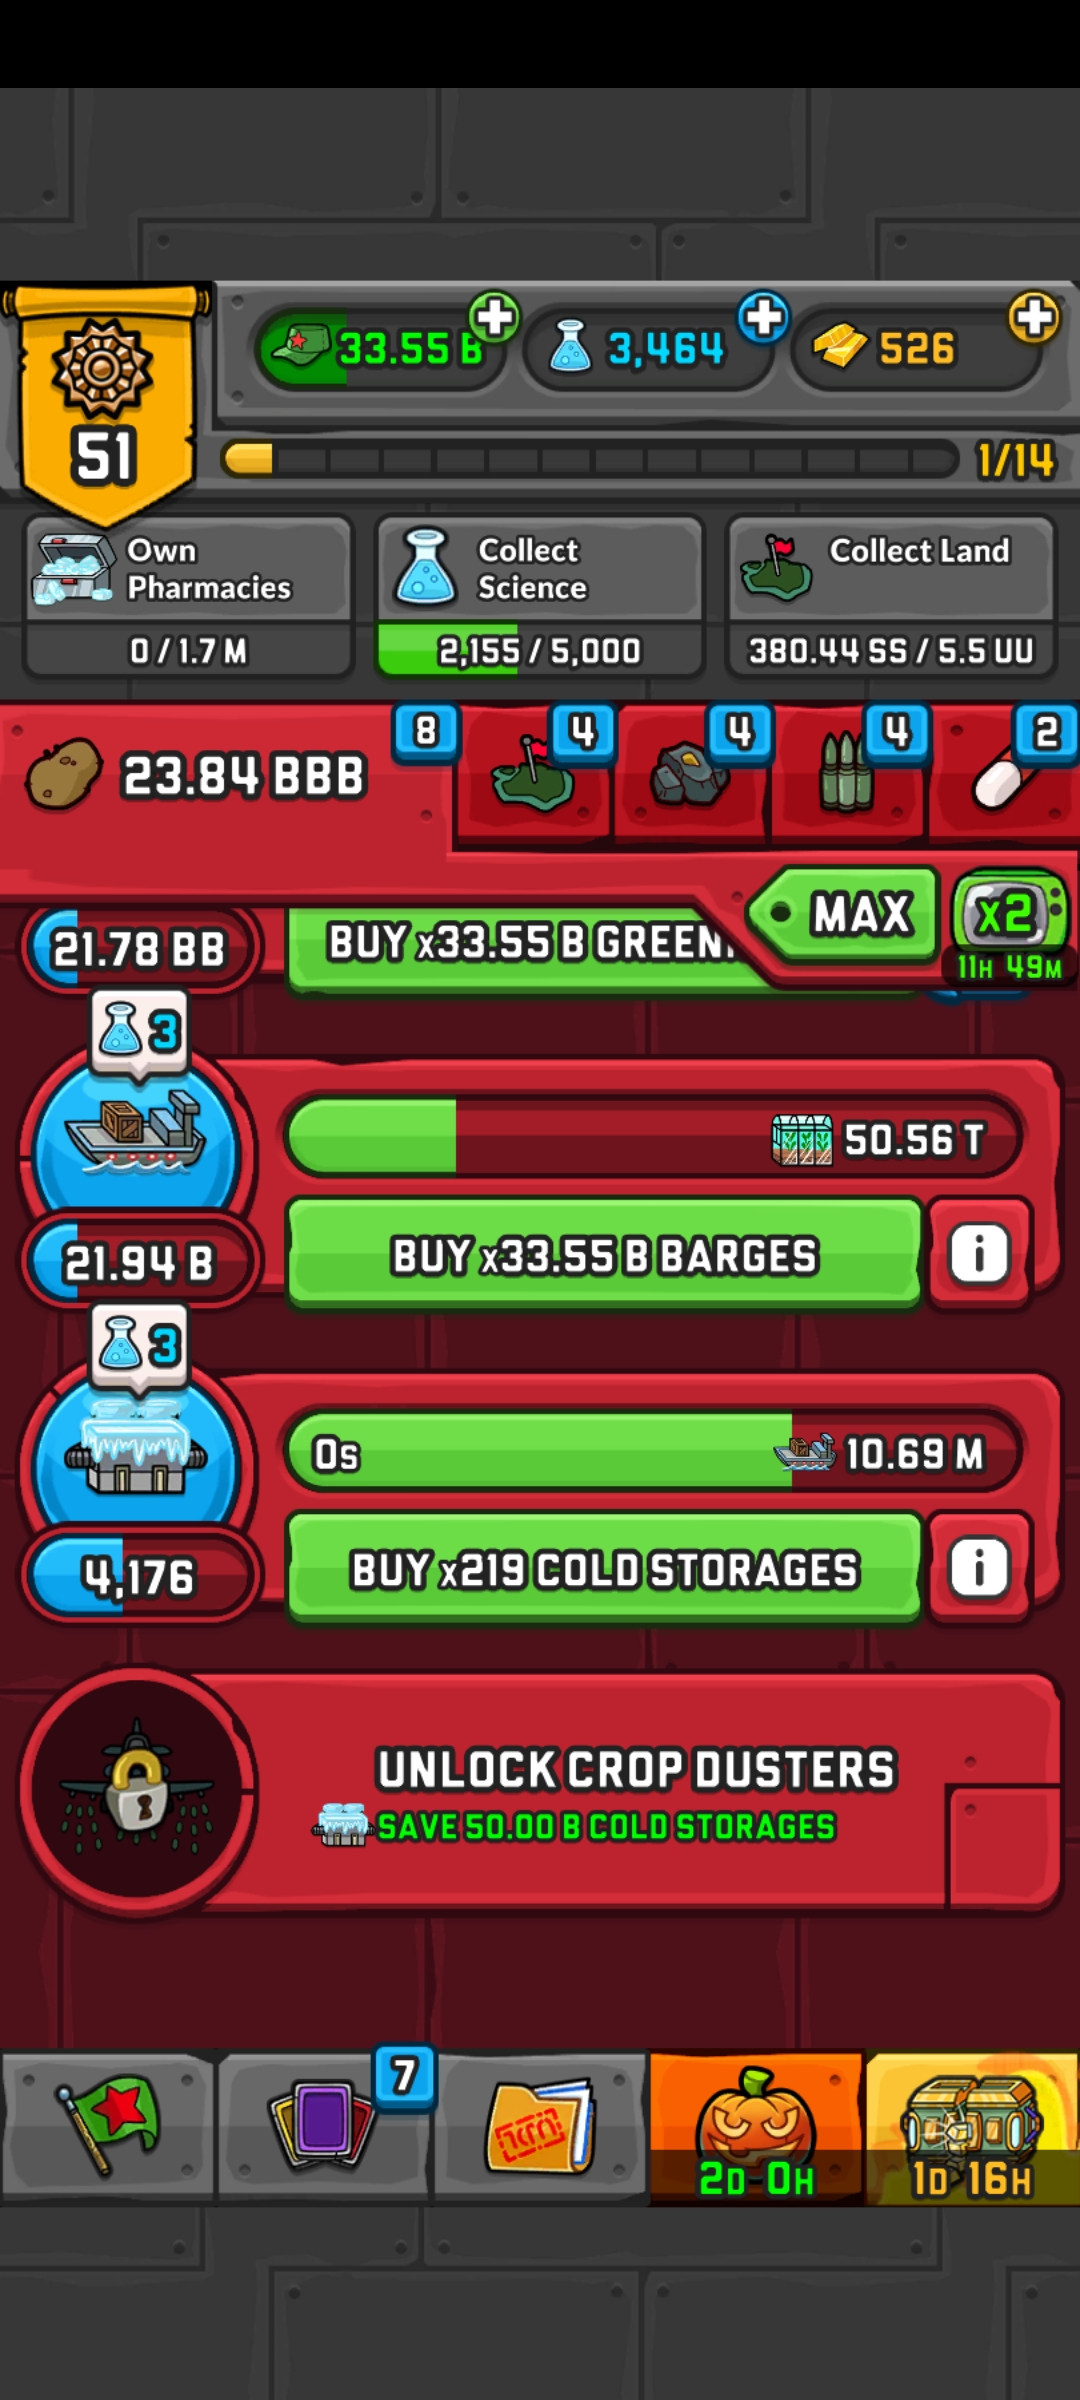 33.55 B
3,464
526
51
1/14
Own
Pharmacies
Collect
Science
Collect Land
0 / 1.7 M
2,155 / 5,000
380.44 SS / 5.5 UU
8
4
4
4
2
23.84 BBB
MAX
x2
11H 49M
21.78 BB
BUY x33.55 B
3
50.56 T
BUY x33.55 B BARGES
i
21.94 B
3
0s
10.69 M
BUY x219 COLD STORAGES
i
4,176
UNLOCK CROP DUSTERS
SAVE 50.00 B COLD STORAGES
7
2D 0H
1D 16H